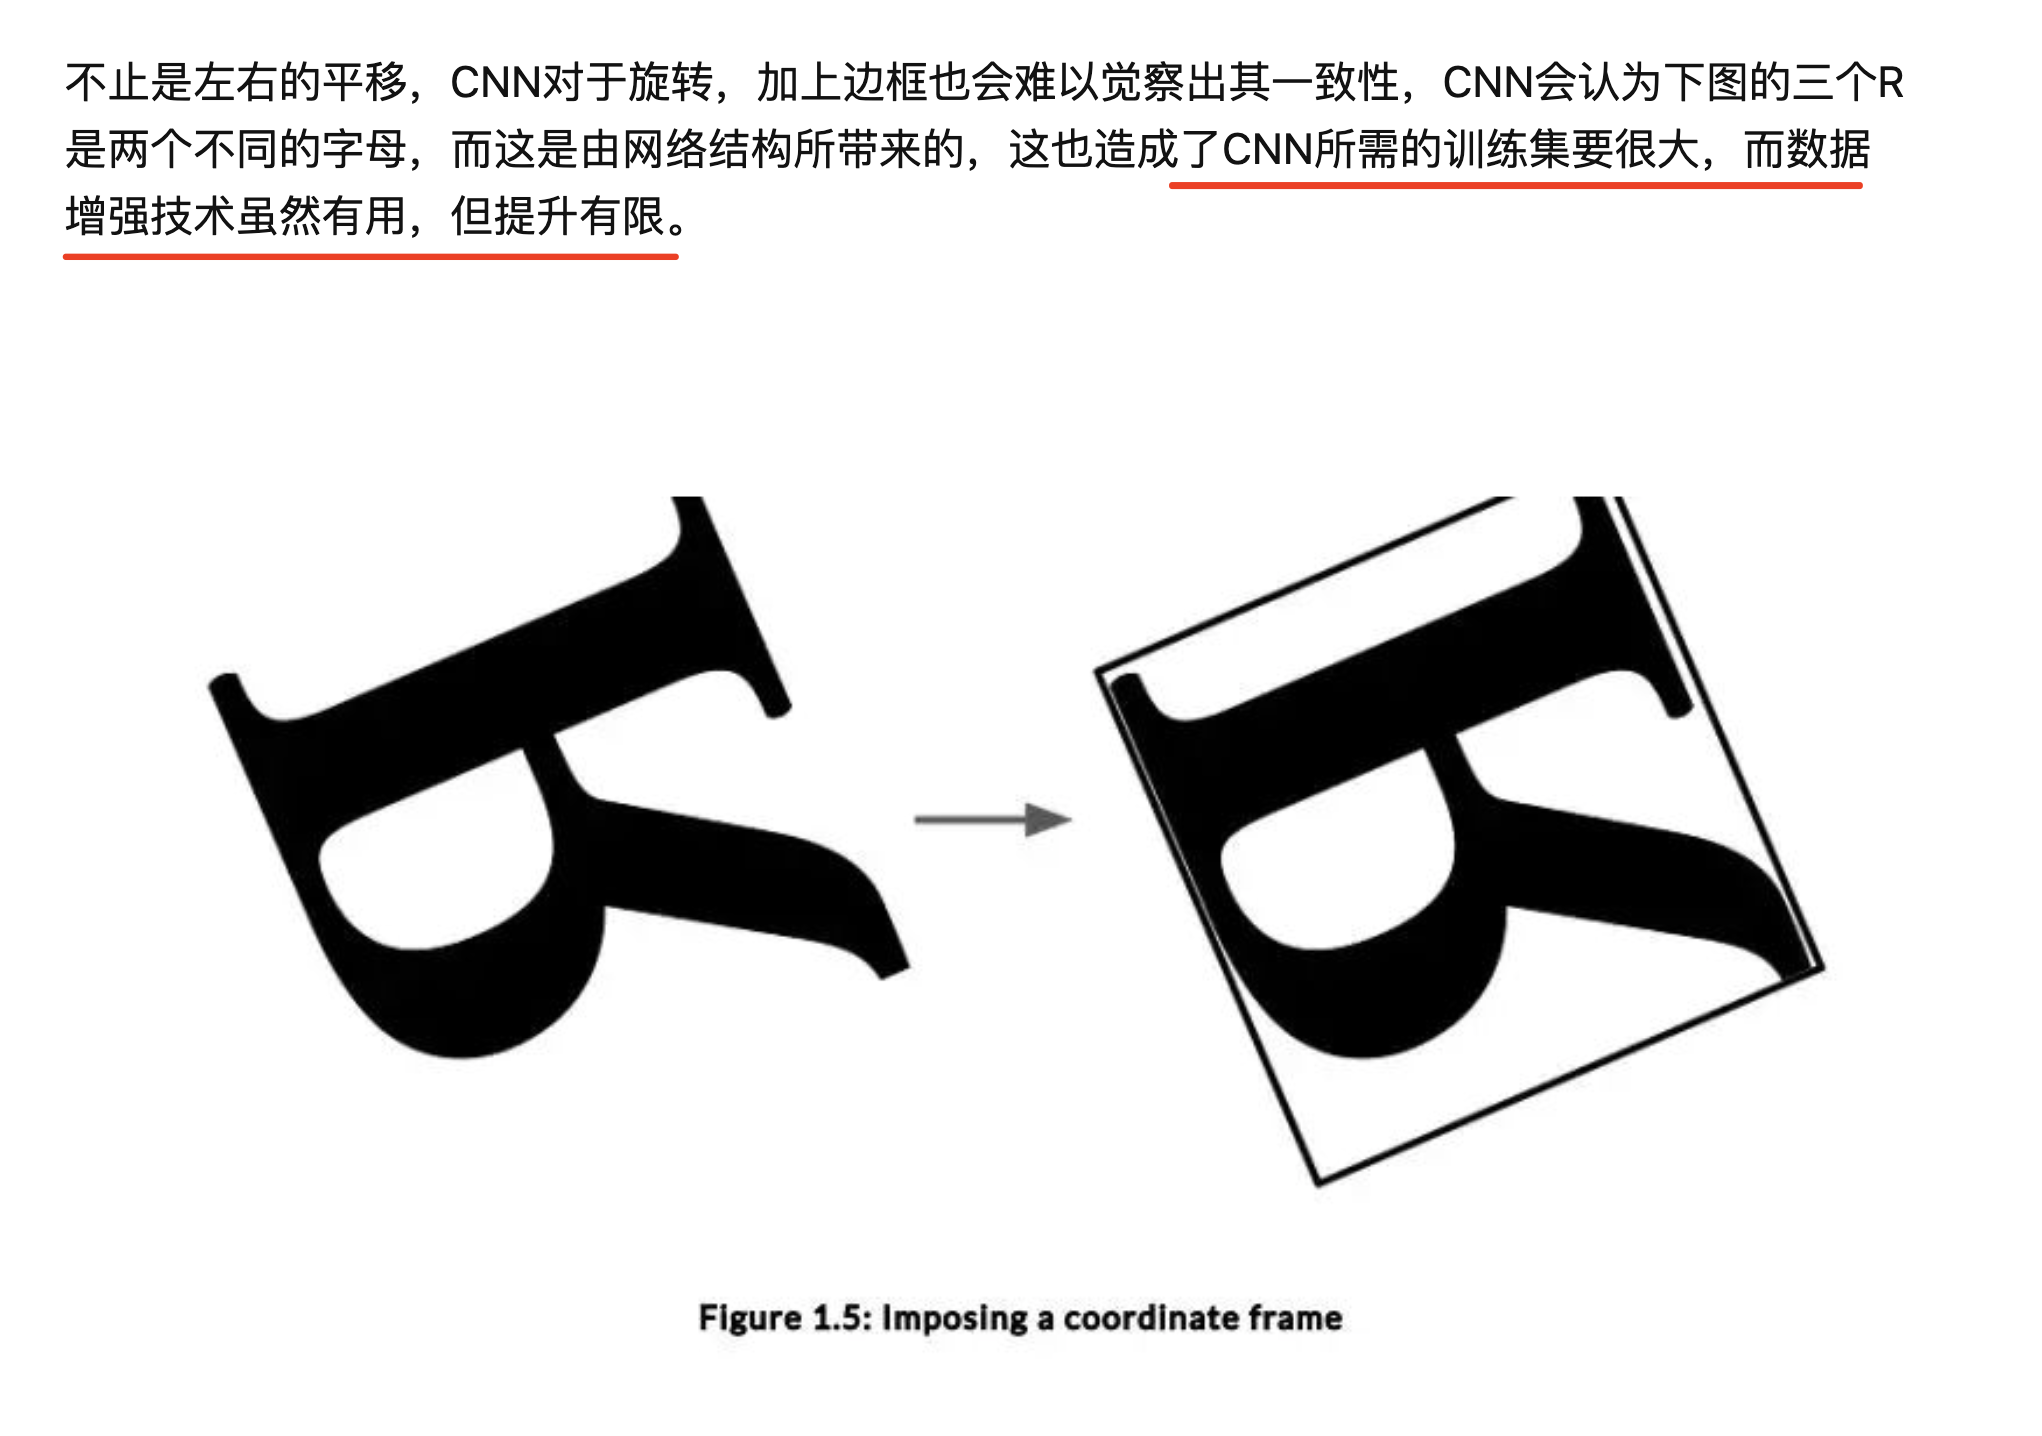 不止是左右的平移，CNN对于旋转，加上边框也会难以觉察出其一致性，CNN会认为下图的三个R
是两个不同的字母，而这是由网络结构所带来的，这也造成了CNN所需的训练集要很大，而数据
增强技术虽然有用，但提升有限。
R
R
Figure 1.5: Imposing a coordinate frame